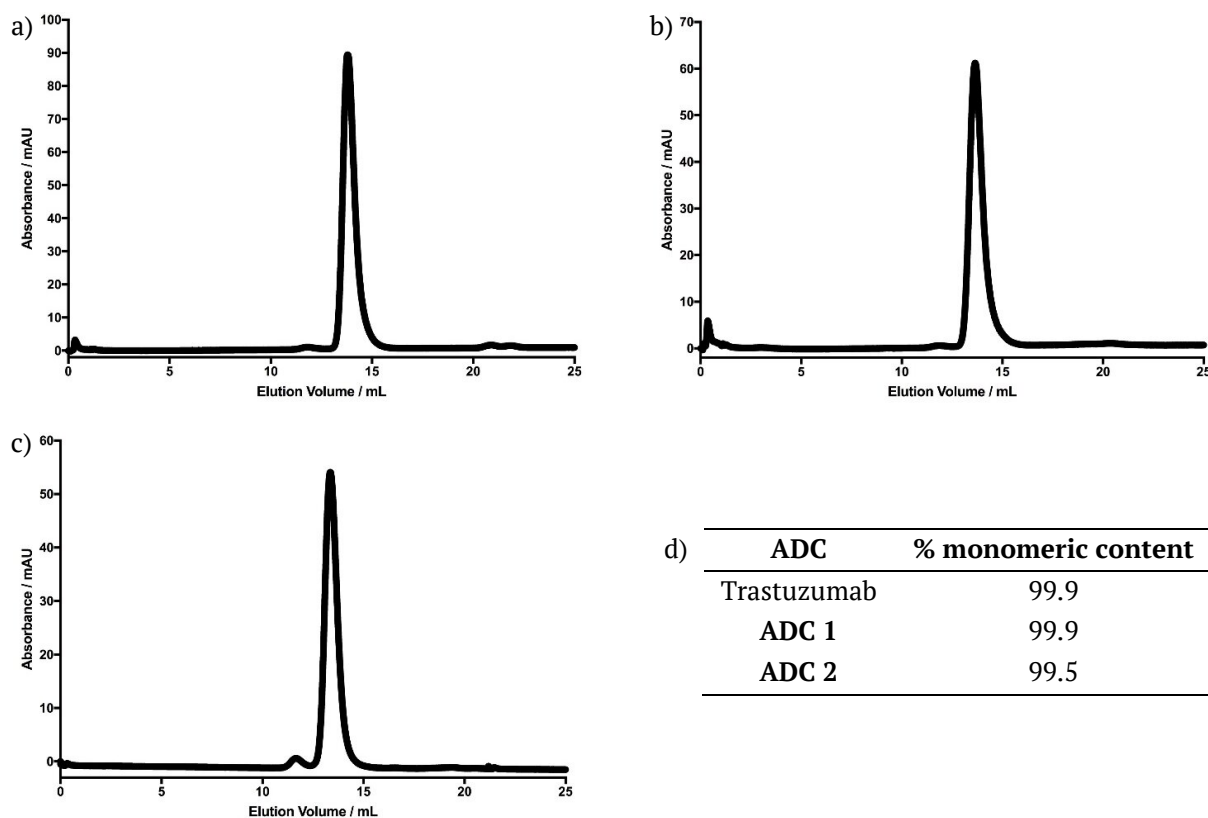 a)
100
90
80
70
60
50
40
30
20
10
0
Absorbance / mAU
0 5 10 15 20 25
Elution Volume / mL
b)
70
60
50
40
30
20
10
0
Absorbance / mAU
0 5 10 15 20 25
Elution Volume / mL
c)
60
50
40
30
20
10
0
Absorbance / mAU
0 5 10 15 20 25
Elution Volume / mL
d)
ADC % monomeric content
Trastuzumab 99.9
ADC 1 99.9
ADC 2 99.5